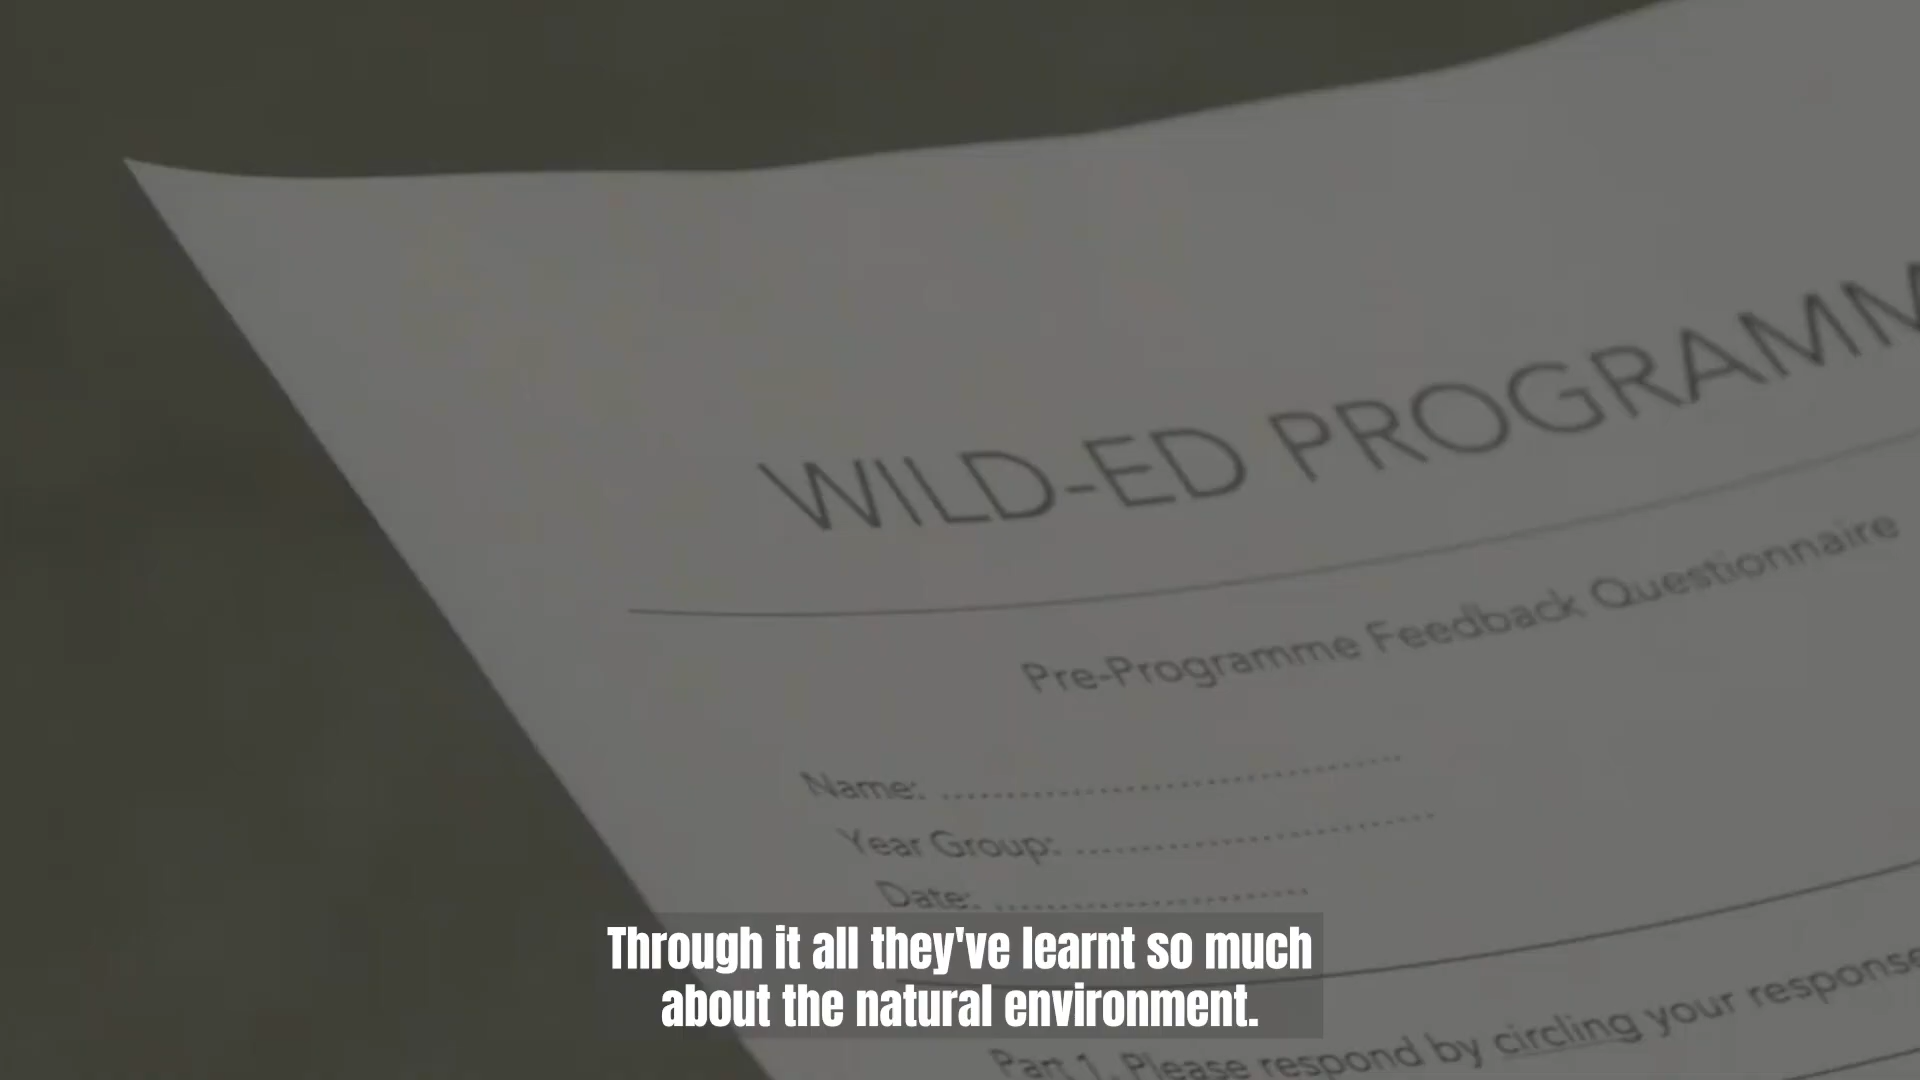 WILD-ED PROGRAMM
Pre-Programme Feedback Questionnaire
Name:
Year Group:
Date:
Through it all they've learnt so much
about the natural environment.
Part 1. Please respond by circling your response